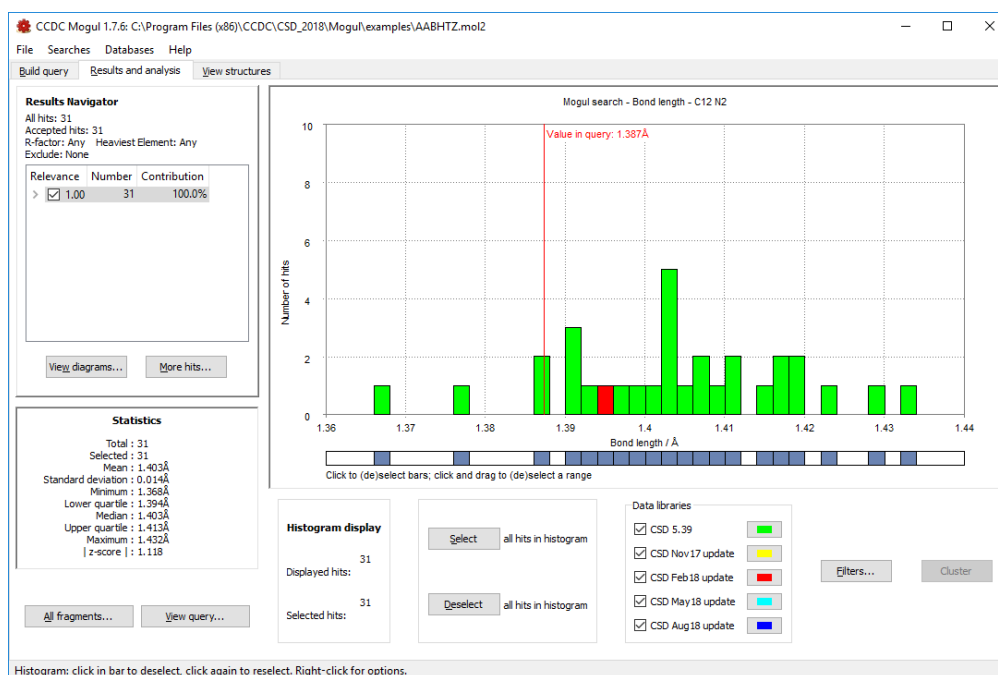 CCDC Mogul 1.7.6: C:\Program Files (x86)\CCDC\CSD_2018\Mogul\examples\AABHTZ.mol2
File Searches Databases Help
Build query Results and analysis View structures
Results Navigator
All hits: 31
Accepted hits: 31
R-factor: Any Heaviest Element: Any
Exclude: None
Relevance Number Contribution
1.00 31 100.0%
View diagrams... More hits...
Statistics
Total : 31
Selected : 31
Mean : 1.403Å
Standard deviation : 0.014Å
Minimum : 1.368Å
Lower quartile : 1.394Å
Median : 1.403Å
Upper quartile : 1.413Å
Maximum : 1.432Å
| z-score | : 1.118
All fragments... View query...
Mogul search - Bond length - C12 N2
Value in query: 1.387Å
Number of hits
10
8
6
4
2
0
1.36 1.37 1.38 1.39 1.4 1.41 1.42 1.43 1.44
Bond length / Å
Click to (de)select bars; click and drag to (de)select a range
Histogram display
31
Displayed hits:
31
Selected hits:
Select all hits in histogram
Deselect all hits in histogram
Data libraries
CSD 5.39
CSD Nov17 update
CSD Feb18 update
CSD May18 update
CSD Aug18 update
Filters... Cluster
Histogram: click in bar to deselect, click again to reselect. Right-click for options.